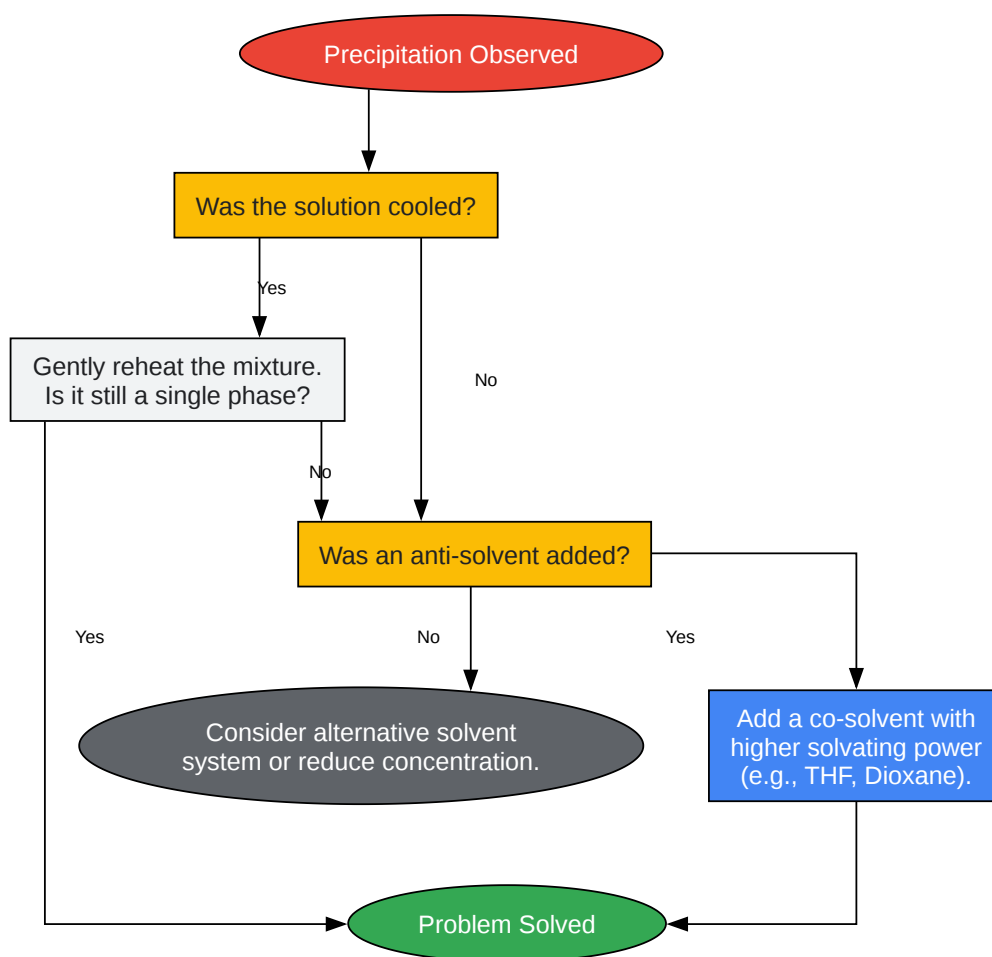 Precipitation Observed
Was the solution cooled?
Yes
Gently reheat the mixture.
Is it still a single phase?
No
No
Was an anti-solvent added?
Yes
No
Yes
Consider alternative solvent
system or reduce concentration.
Add a co-solvent with
higher solvating power
(e.g., THF, Dioxane).
Problem Solved